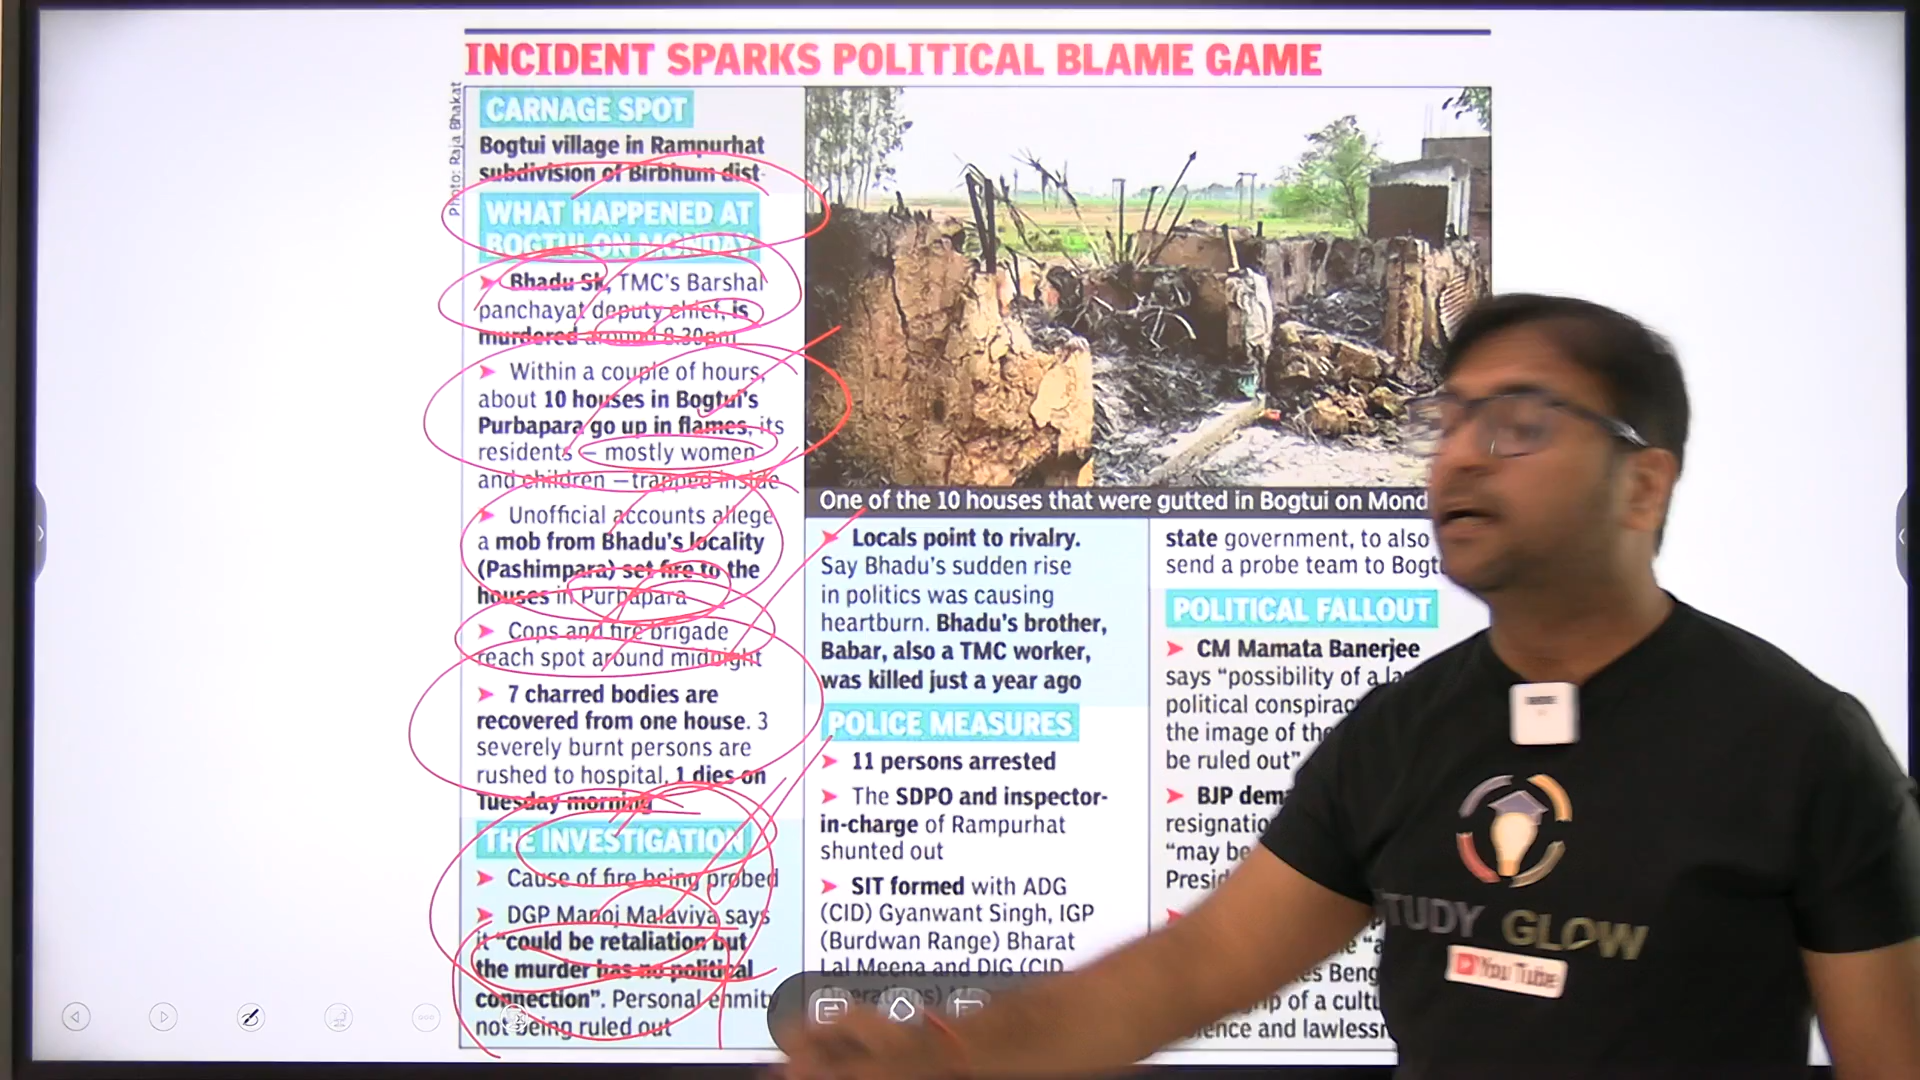 INCIDENT SPARKS POLITICAL BLAME GAME
Photo: Raja Bhakat
CARNAGE SPOT
Bogtui village in Rampurhat
subdivision of Birbhum dist
WHAT HAPPENED AT
BOGTUI ON MONDAY
Bhadu Sk, TMC's Barshal
panchayat deputy chief, is
murdered around 8.30pm
Within a couple of hours,
about 10 houses in Bogtui's
Purbapara go up in flames, its
residents – mostly women
and children – trapped inside
Unofficial accounts allege
a mob from Bhadu's locality
(Pashimpara) set fire to the
houses in Purbapara
Cops and fire brigade
reach spot around midnight
7 charred bodies are
recovered from one house. 3
severely burnt persons are
rushed to hospital. 1 dies on
Tuesday morning
THE INVESTIGATION
Cause of fire being probed
DGP Manoj Malaviya says
it "could be retaliation but
the murder has no political
connection". Personal enmity
not being ruled out
One of the 10 houses that were gutted in Bogtui on Mond
Locals point to rivalry.
Say Bhadu's sudden rise
in politics was causing
heartburn. Bhadu's brother,
Babar, also a TMC worker,
was killed just a year ago
POLICE MEASURES
11 persons arrested
The SDPO and inspector-
in-charge of Rampurhat
shunted out
SIT formed with ADG
(CID) Gyanwant Singh, IGP
(Burdwan Range) Bharat
Lal Meena and DIG (CID
Operations)
state government, to also
send a probe team to Bogt
POLITICAL FALLOUT
CM Mamata Banerjee
says "possibility of a
political conspirac
the image of the
be ruled out"
BJP dem
resignatio
"may be
Presid
es Beng
ip of a cultu
lence and lawless
STUDY GLOW
You Tube